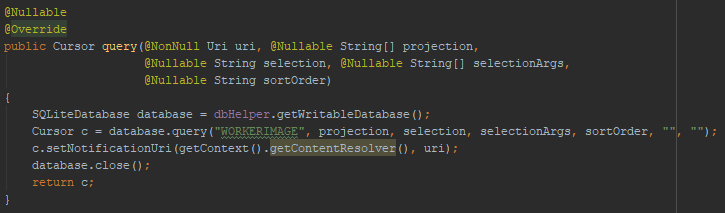 @Nullable
@Override
public Cursor query(@NonNull Uri uri, @Nullable String[] projection,
@Nullable String selection, @Nullable String[] selectionArgs,
@Nullable String sortOrder)
{
SQLiteDatabase database = dbHelper.getWritableDatabase();
Cursor c = database.query("WORKERIMAGE", projection, selection, selectionArgs, sortOrder, "", "");
c.setNotificationUri(getContext().getContentResolver(), uri);
database.close();
return c;
}